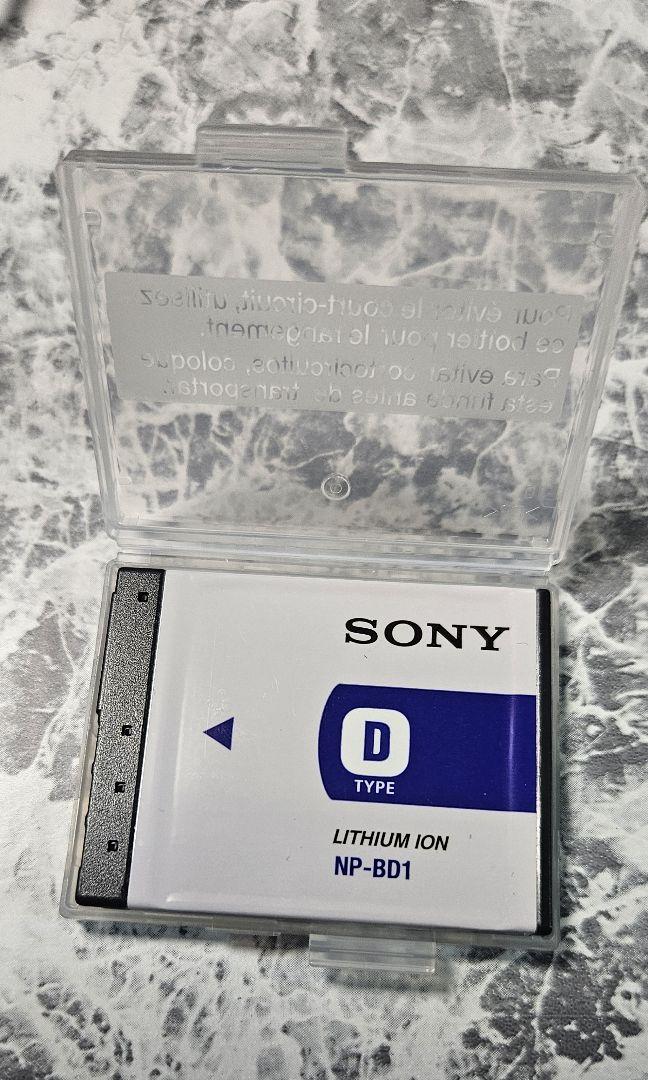 Pour éviter le court-circuit, utilisez
ce boîtier pour le rangement.
Para evitar cortocircuitos, coloque
esta funda antes de transportar.
SONY
D
TYPE
LITHIUM ION
NP-BD1